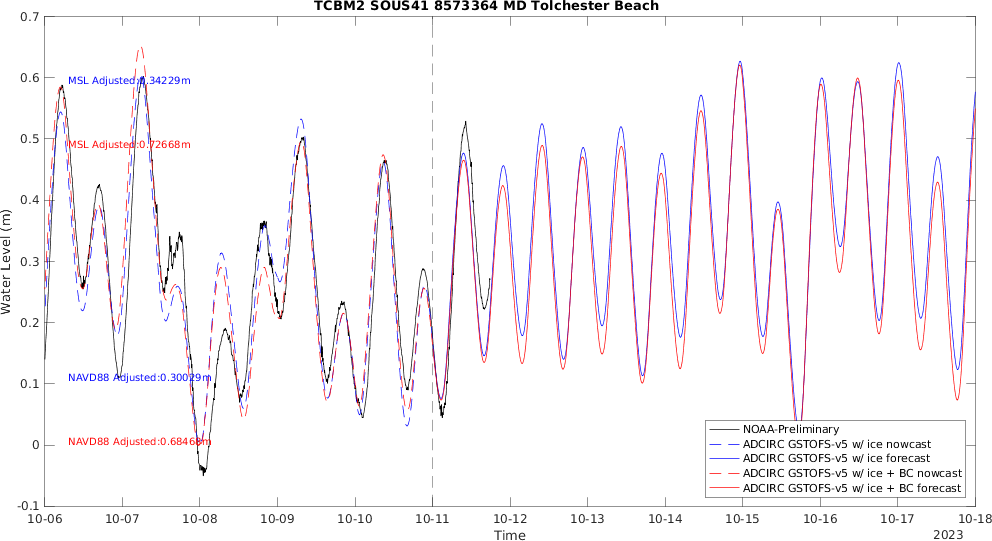 TCBM2 SOUS41 8573364 MD Tolchester Beach
0.7
0.6
0.5
0.4
0.3
0.2
0.1
0
-0.1
Water Level (m)
MSL Adjusted:0.34229m
MSL Adjusted:0.72668m
NAVD88 Adjusted:0.30029m
NAVD88 Adjusted:0.68468m
NOAA-Preliminary
ADCIRC GSTOFS-v5 w/ ice nowcast
ADCIRC GSTOFS-v5 w/ ice forecast
ADCIRC GSTOFS-v5 w/ ice + BC nowcast
ADCIRC GSTOFS-v5 w/ ice + BC forecast
10-06 10-07 10-08 10-09 10-10 10-11 10-12 10-13 10-14 10-15 10-16 10-17 10-18
Time
2023